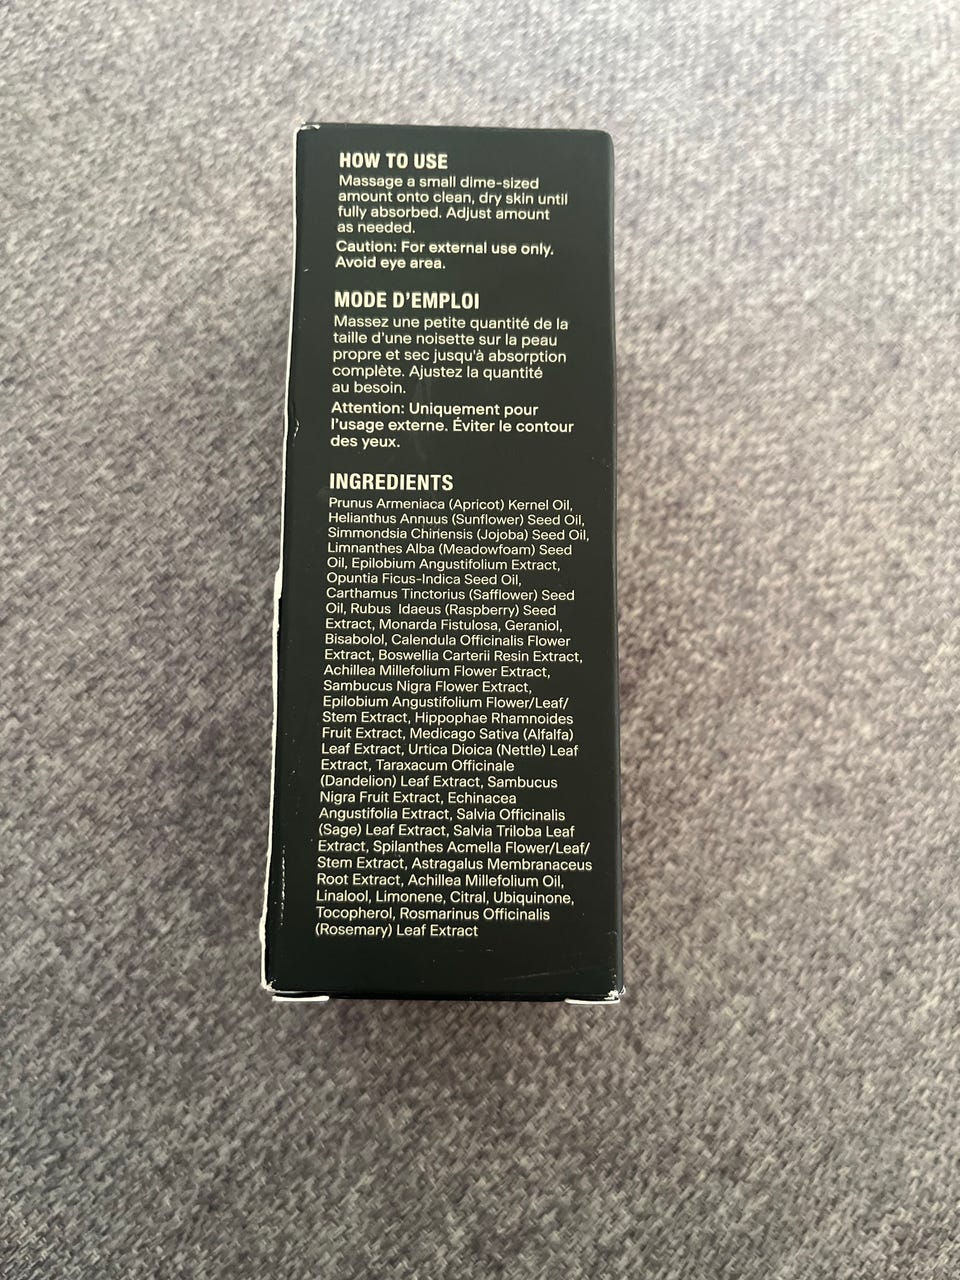 HOW TO USE
Massage a small dime-sized
amount onto clean, dry skin until
fully absorbed. Adjust amount
as needed.
Caution: For external use only.
Avoid eye area.
MODE D'EMPLOI
Massez une petite quantité de la
taille d'une noisette sur la peau
propre et sec jusqu'à absorption
complète. Ajustez la quantité
au besoin.
Attention: Uniquement pour
l'usage externe. Éviter le contour
des yeux.
INGREDIENTS
Prunus Armeniaca (Apricot) Kernel Oil,
Helianthus Annuus (Sunflower) Seed Oil,
Simmondsia Chinensis (Jojoba) Seed Oil,
Limnanthes Alba (Meadowfoam) Seed
Oil, Epilobium Angustifolium Extract,
Opuntia Ficus-Indica Seed Oil,
Carthamus Tinctorius (Safflower) Seed
Oil, Rubus Idaeus (Raspberry) Seed
Extract, Monarda Fistulosa, Geraniol,
Bisabolol, Calendula Officinalis Flower
Extract, Boswellia Carterii Resin Extract,
Achillea Millefolium Flower Extract,
Sambucus Nigra Flower Extract,
Epilobium Angustifolium Flower/Leaf/
Stem Extract, Hippophae Rhamnoides
Fruit Extract, Medicago Sativa (Alfalfa)
Leaf Extract, Urtica Dioica (Nettle) Leaf
Extract, Taraxacum Officinale
(Dandelion) Leaf Extract, Sambucus
Nigra Fruit Extract, Echinacea
Angustifolia Extract, Salvia Officinalis
(Sage) Leaf Extract, Salvia Triloba Leaf
Extract, Spilanthes Acmella Flower/Leaf/
Stem Extract, Astragalus Membranaceus
Root Extract, Achillea Millefolium Oil,
Linalool, Limonene, Citral, Ubiquinone,
Tocopherol, Rosmarinus Officinalis
(Rosemary) Leaf Extract